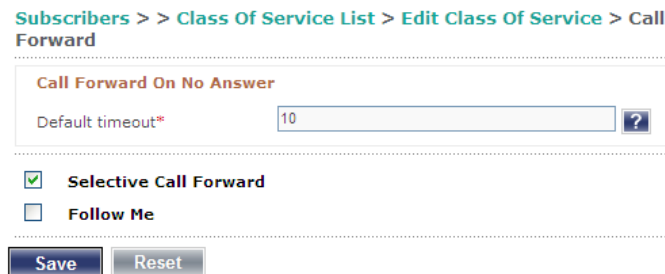 Subscribers > > Class Of Service List > Edit Class Of Service > Call
Forward
Call Forward On No Answer
Default timeout* 10 ?
Selective Call Forward
Follow Me
Save Reset